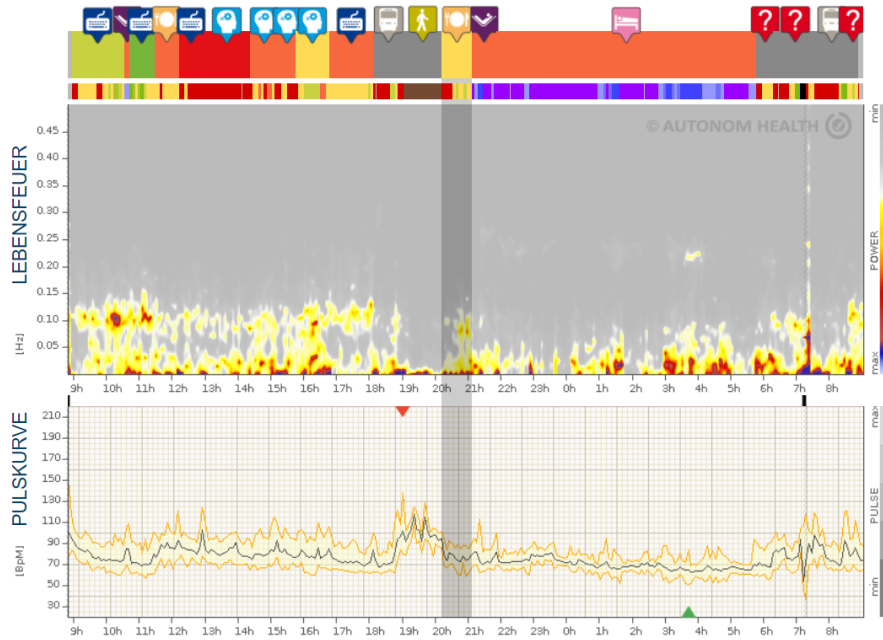 ? ? ?
© AUTONOM HEALTH
LEBENSFEUER
[Hz]
0.45
0.40
0.35
0.30
0.25
0.20
0.15
0.10
0.05
min
POWER
max
9h 10h 11h 12h 13h 14h 15h 16h 17h 18h 19h 20h 21h 22h 23h 0h 1h 2h 3h 4h 5h 6h 7h 8h
PULSKURVE
[BpM]
210
190
170
150
130
110
90
70
50
30
max
PULSE
min
9h 10h 11h 12h 13h 14h 15h 16h 17h 18h 19h 20h 21h 22h 23h 0h 1h 2h 3h 4h 5h 6h 7h 8h